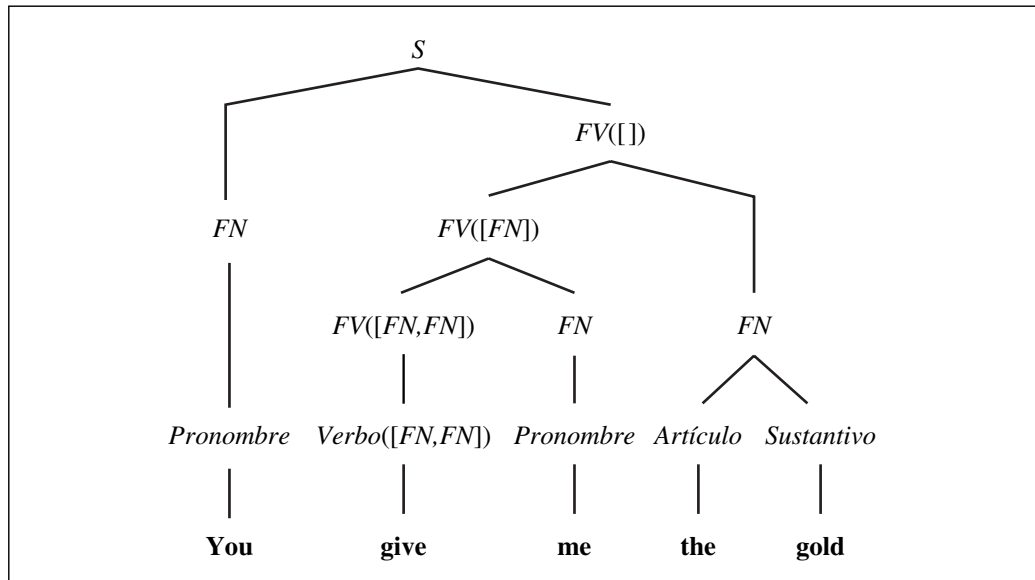 S
FV([])
FN FV([FN])
FV([FN,FN]) FN FN
Pronombre Verbo([FN,FN]) Pronombre Artículo Sustantivo
You give me the gold